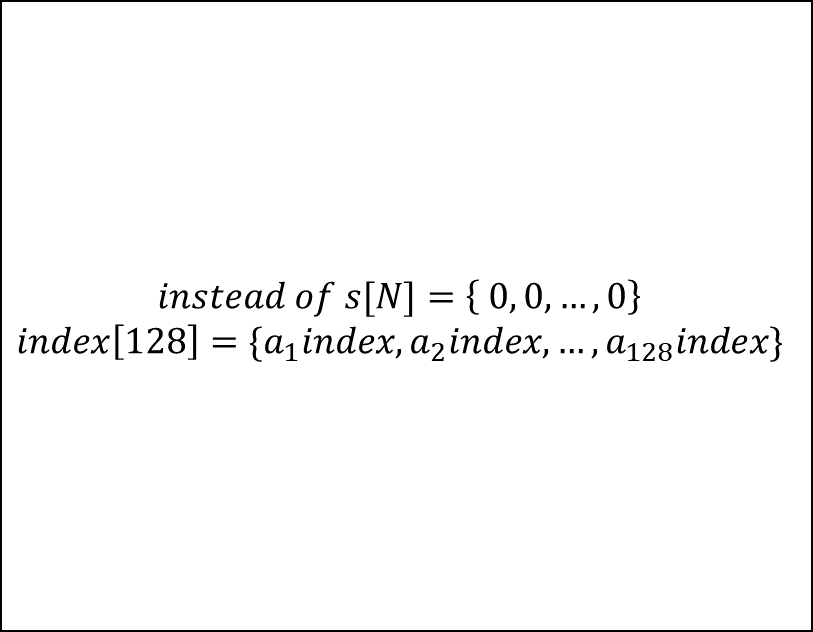 instead of s[N] = { 0, 0, … , 0}
index[128] = {a₁index, a₂index, … , a₁₂₈index}